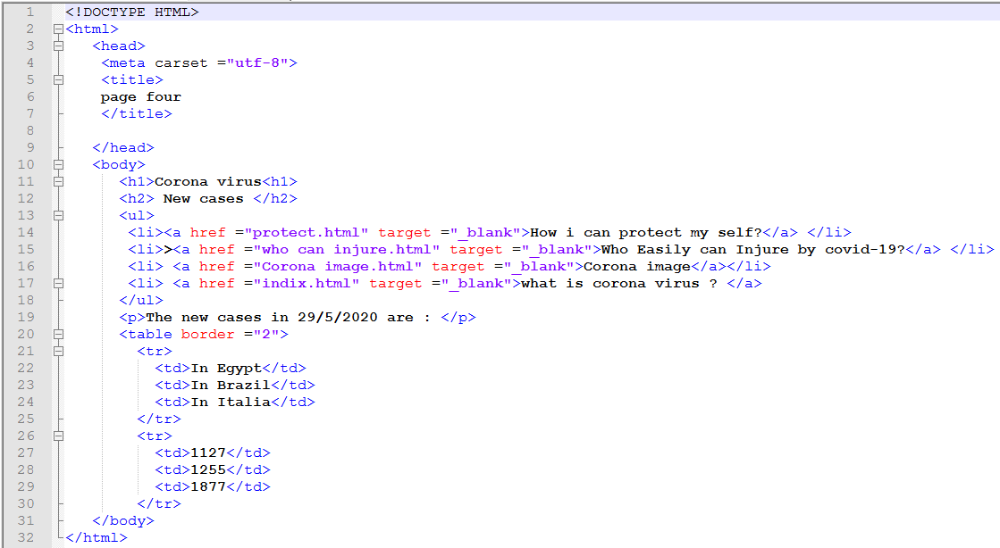 1 <!DOCTYPE HTML>
2 <html>
3 <head>
4 <meta carset ="utf-8">
5 <title>
6 page four
7 </title>
8
9 </head>
10 <body>
11 <h1>Corona virus<h1>
12 <h2> New cases </h2>
13 <ul>
14 <li><a href ="protect.html" target ="_blank">How i can protect my self?</a> </li>
15 <li>><a href ="who can injure.html" target ="_blank">Who Easily can Injure by covid-19?</a> </li>
16 <li> <a href ="Corona image.html" target ="_blank">Corona image</a></li>
17 <li> <a href ="indix.html" target ="_blank">what is corona virus ? </a>
18 </ul>
19 <p>The new cases in 29/5/2020 are : </p>
20 <table border ="2">
21 <tr>
22 <td>In Egypt</td>
23 <td>In Brazil</td>
24 <td>In Italia</td>
25 </tr>
26 <tr>
27 <td>1127</td>
28 <td>1255</td>
29 <td>1877</td>
30 </tr>
31 </body>
32 </html>